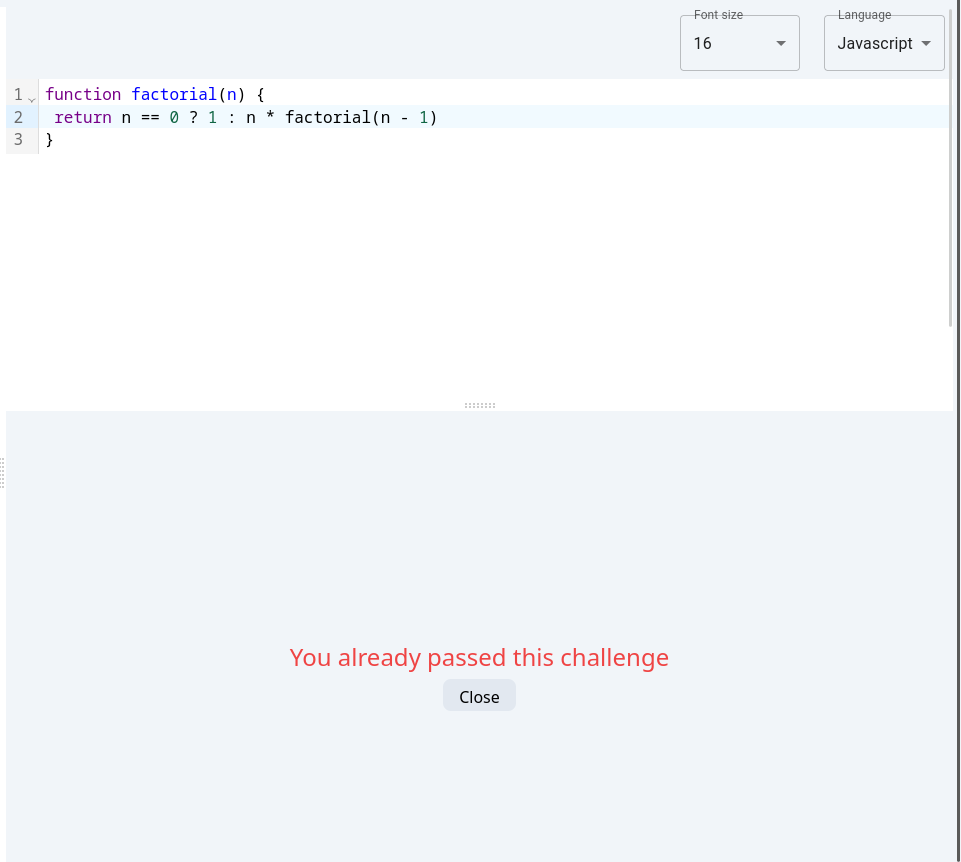 Font size
Language
16
Javascript
1 function factorial(n) {
2  return n == 0 ? 1 : n * factorial(n - 1)
3 }
You already passed this challenge
Close